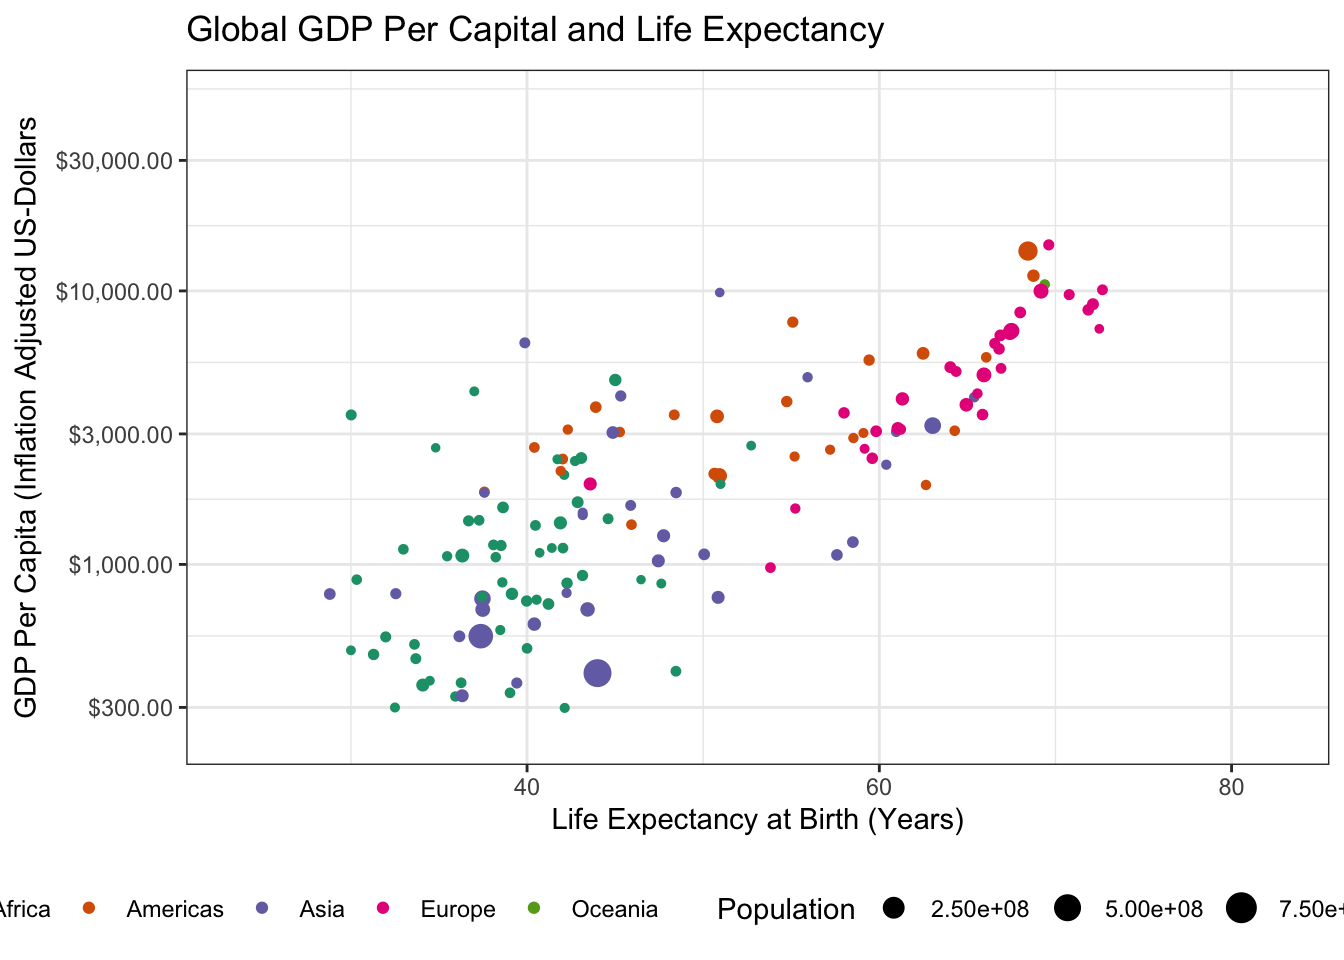 Global GDP Per Capital and Life Expectancy
GDP Per Capita (Inflation Adjusted US-Dollars
$30,000.00
$10,000.00
$3,000.00
$1,000.00
$300.00
40 60 80
Life Expectancy at Birth (Years)
Africa Americas Asia Europe Oceania Population 2.50e+08 5.00e+08 7.50e+